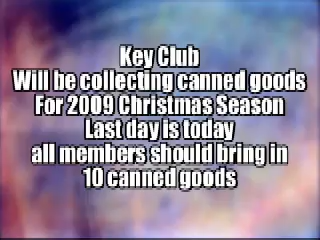 Key Club
Will be collecting canned goods
For 2009 Christmas Season
Last day is today
all members should bring in
10 canned goods